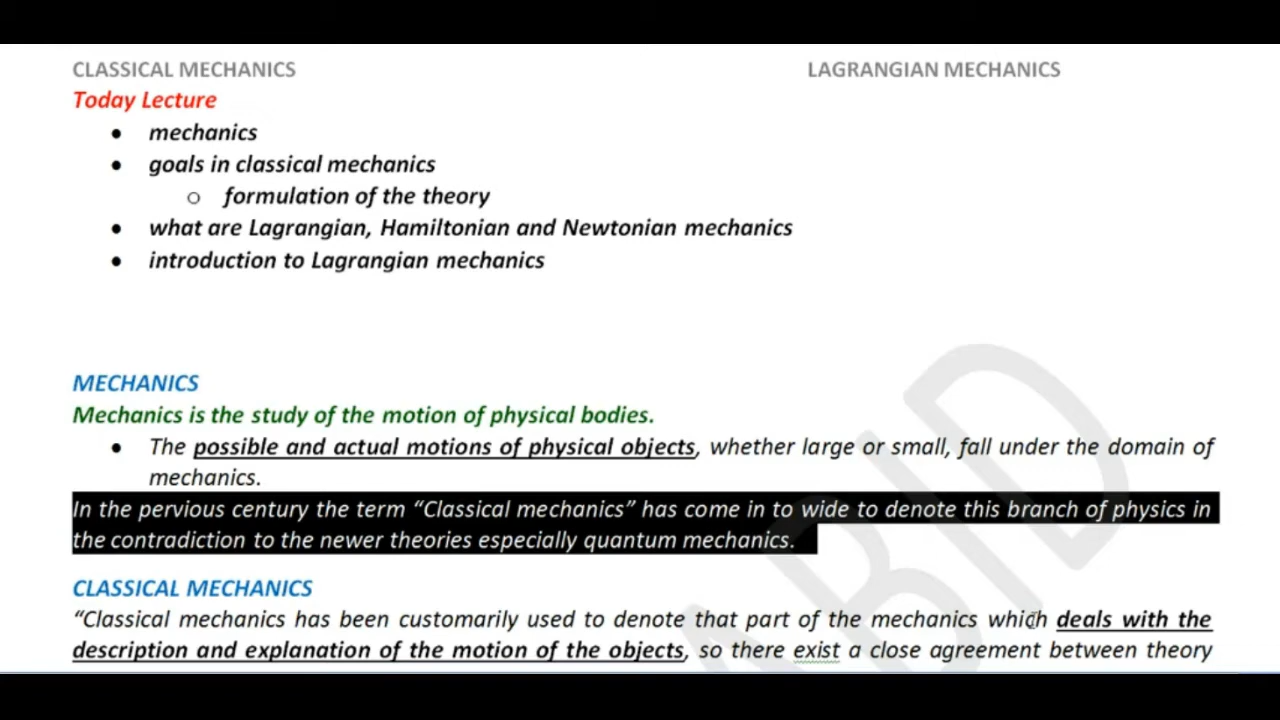 CLASSICAL MECHANICS LAGRANGIAN MECHANICS
Today Lecture
• mechanics
• goals in classical mechanics
o formulation of the theory
• what are Lagrangian, Hamiltonian and Newtonian mechanics
• introduction to Lagrangian mechanics
MECHANICS
Mechanics is the study of the motion of physical bodies.
• The possible and actual motions of physical objects, whether large or small, fall under the domain of
mechanics.
In the pervious century the term “Classical mechanics” has come in to wide to denote this branch of physics in
the contradiction to the newer theories especially quantum mechanics.
CLASSICAL MECHANICS
“Classical mechanics has been customarily used to denote that part of the mechanics which deals with the
description and explanation of the motion of the objects, so there exist a close agreement between theory
ABID